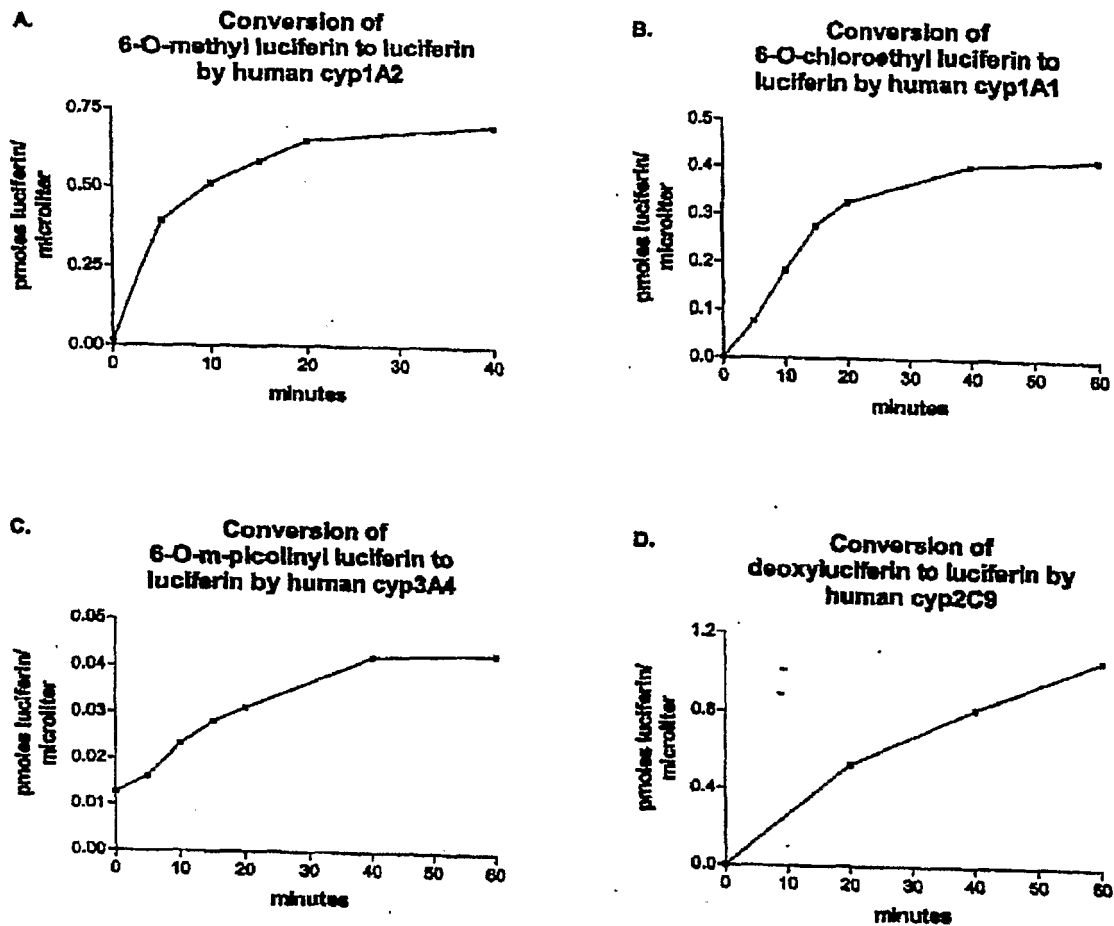 A.
Conversion of
6-O-methyl luciferin to luciferin
by human cyp1A2
pmoles luciferin/
microliter
0.75
0.50
0.25
0.00
0 10 20 30 40
minutes
B.
Conversion of
6-O-chloroethyl luciferin to
luciferin by human cyp1A1
pmoles luciferin/
microliter
0.5
0.4
0.3
0.2
0.1
0.0
0 10 20 30 40 50 60
minutes
C.
Conversion of
6-O-m-picolinyl luciferin to
luciferin by human cyp3A4
pmoles luciferin/
microliter
0.05
0.04
0.03
0.02
0.01
0.00
0 10 20 30 40 50 60
minutes
D.
Conversion of
deoxyluciferin to luciferin by
human cyp2C9
pmoles luciferin/
microliter
1.2
0.8
0.4
0.0
0 10 20 30 40 50 60
minutes